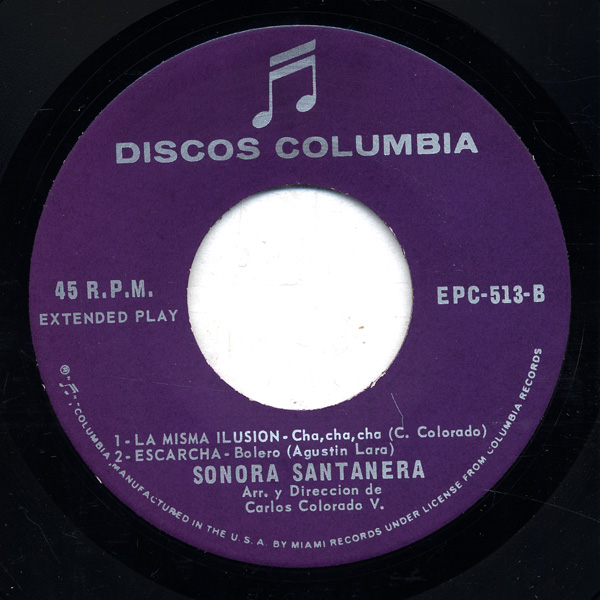 DISCOS COLUMBIA
45 R.P.M.
EXTENDED PLAY
EPC-513-B
1 - LA MISMA ILUSION - Cha,cha,cha (C. Colorado)
2 - ESCARCHA - Bolero (Agustin Lara)
SONORA SANTANERA
Arr. y Direccion de
Carlos Colorado V.
® - COLUMBIA, MANUFACTURED IN THE U.S.A. BY MIAMI RECORDS UNDER LICENSE FROM COLUMBIA RECORDS